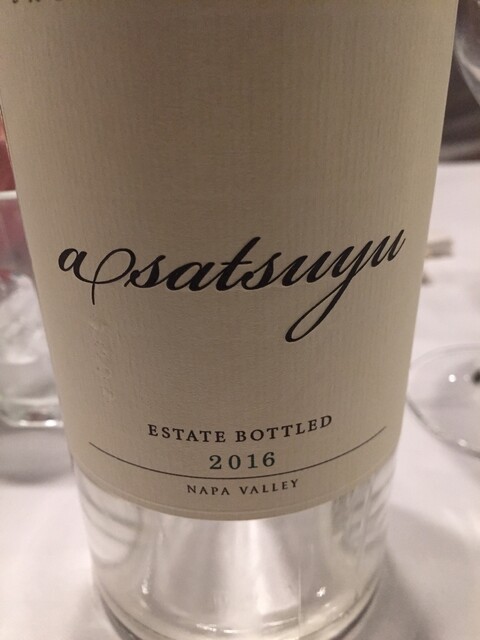 asatsuyu
ESTATE BOTTLED
2016
NAPA VALLEY